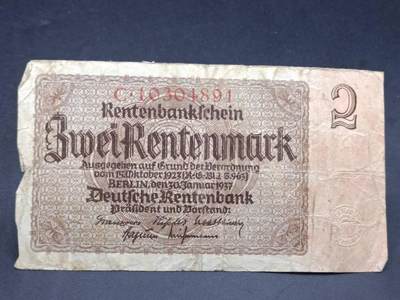 C·10304891
Rentenbankschein
Zwei Rentenmark
2
Ausgegeben auf Grund der Verordnung
vom 15. Oktober 1923 (R·G·Bl·I S·963)
BERLIN, den 30. Januar 1937
Deutsche Rentenbank
Präsident und Vorstand: